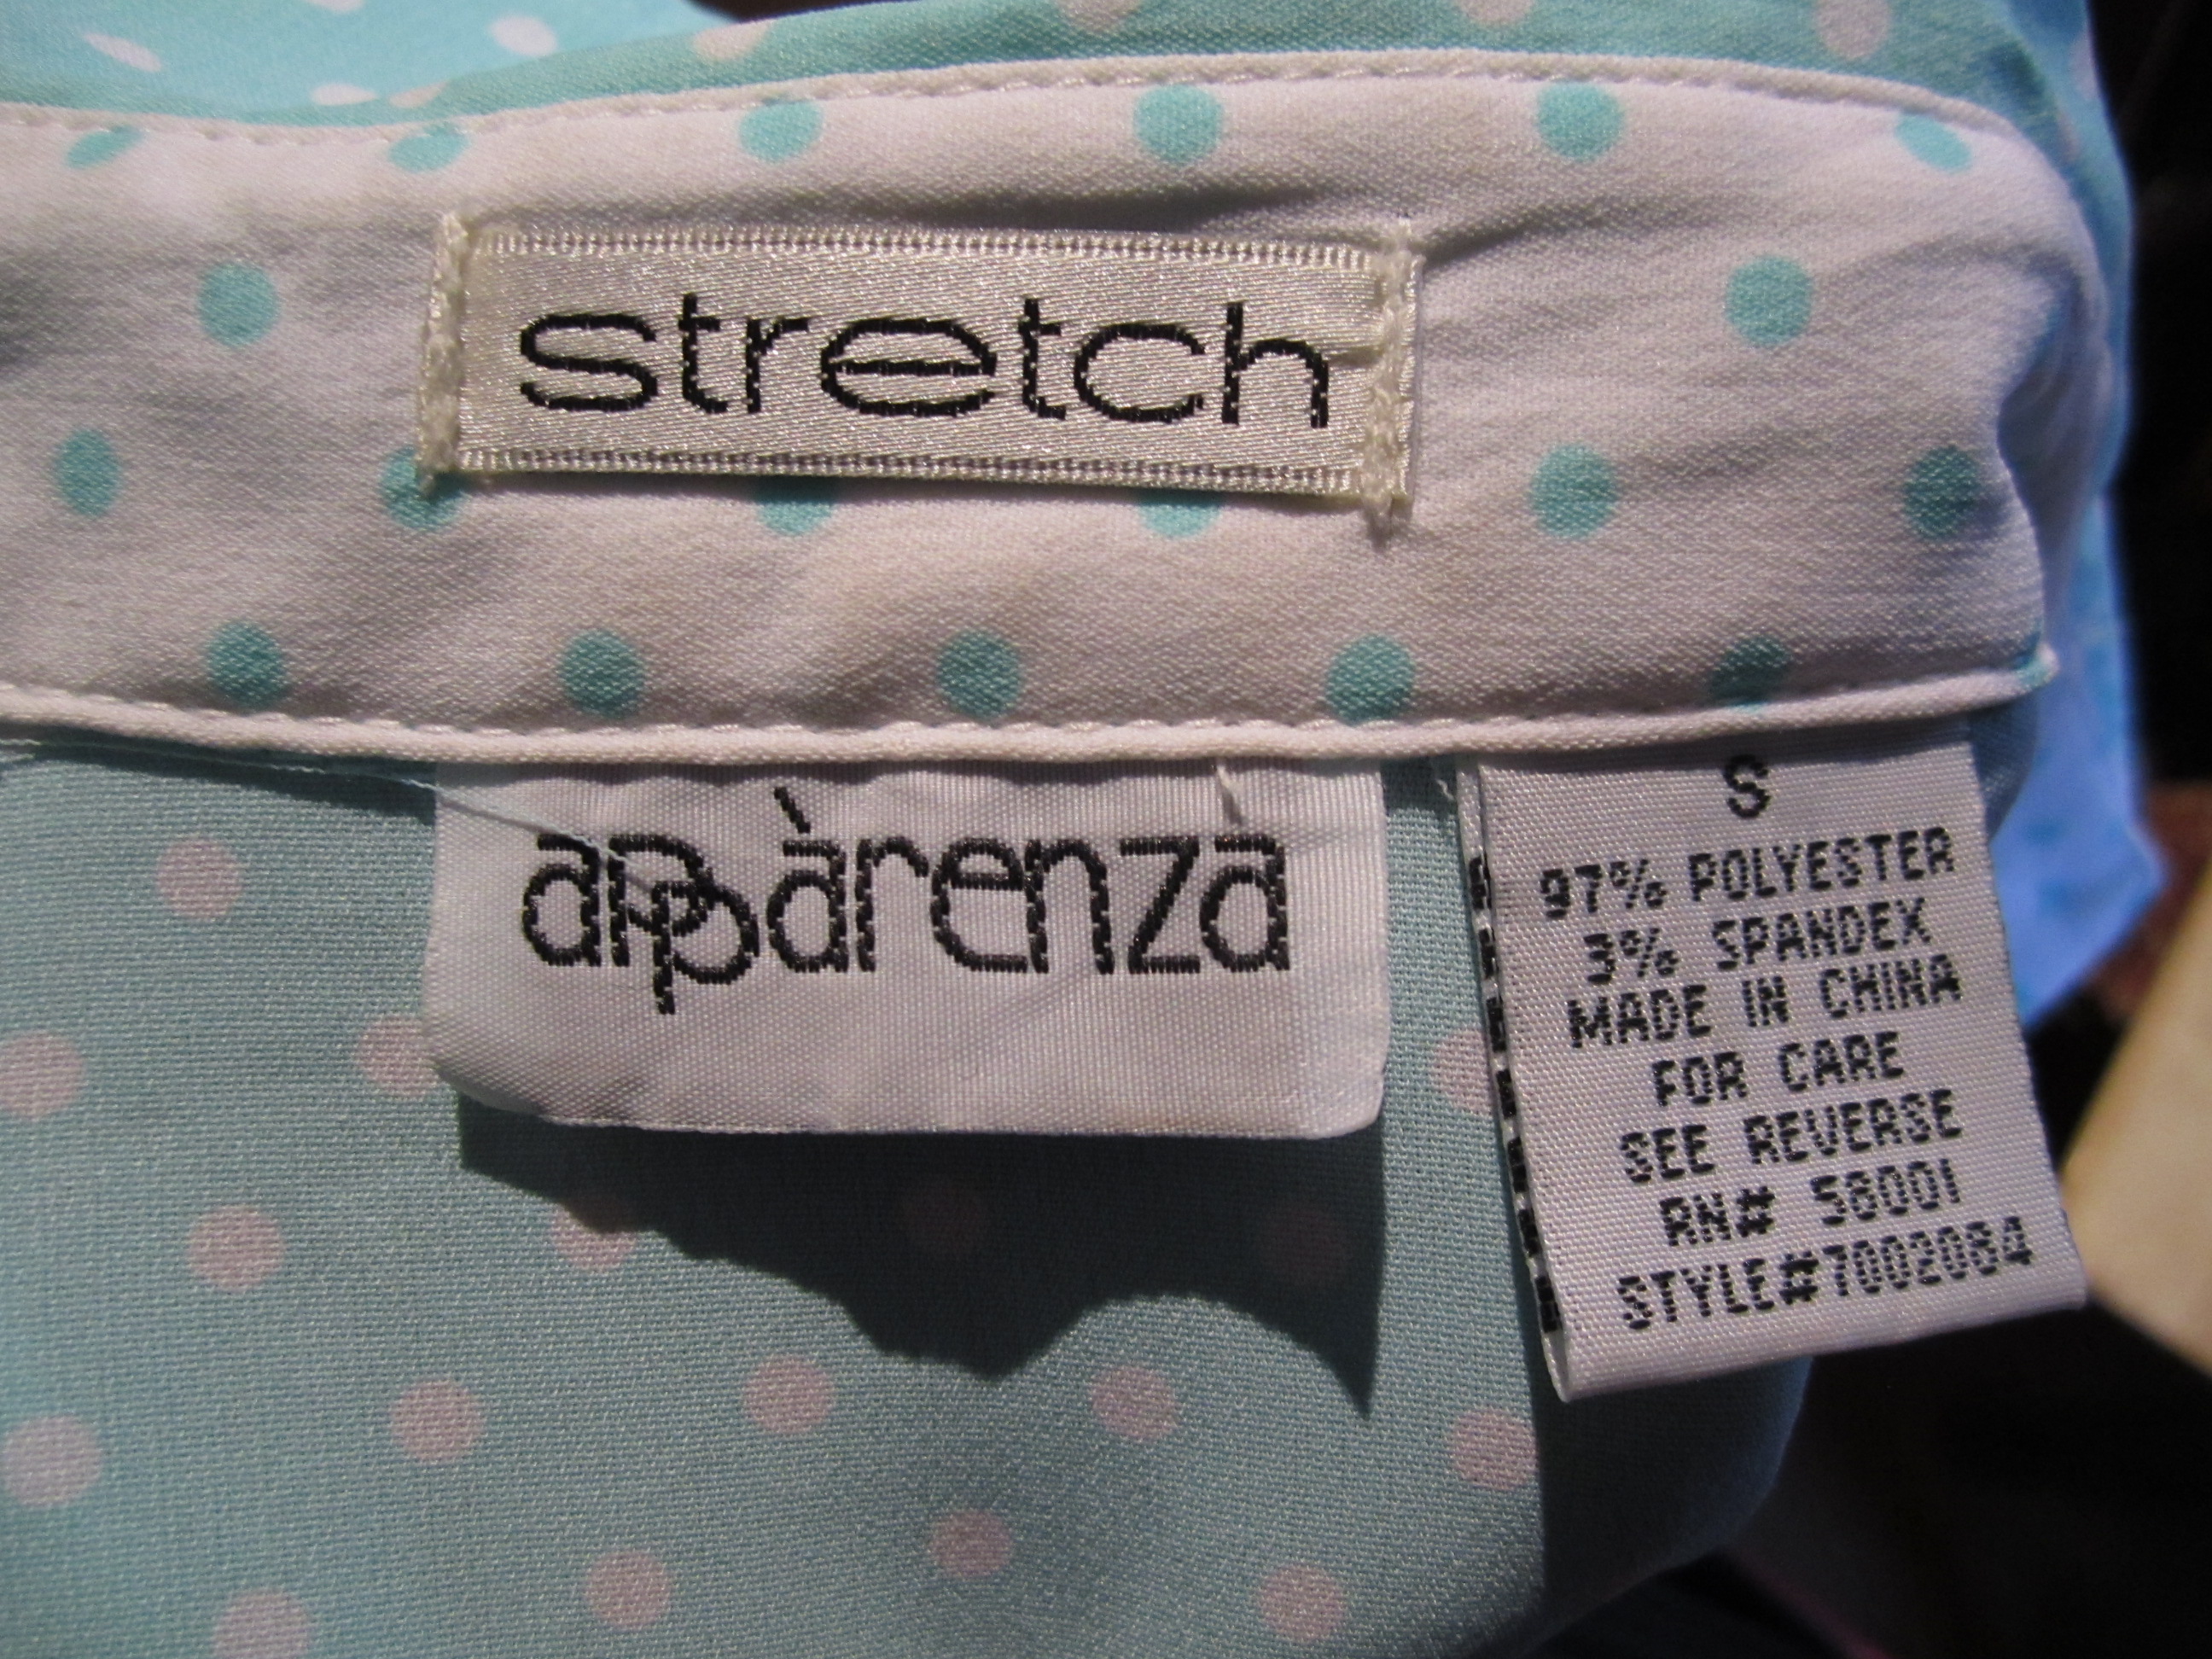 stretch
appàrenza
S
97% POLYESTER
3% SPANDEX
MADE IN CHINA
FOR CARE
SEE REVERSE
RN# 58001
STYLE#7002084